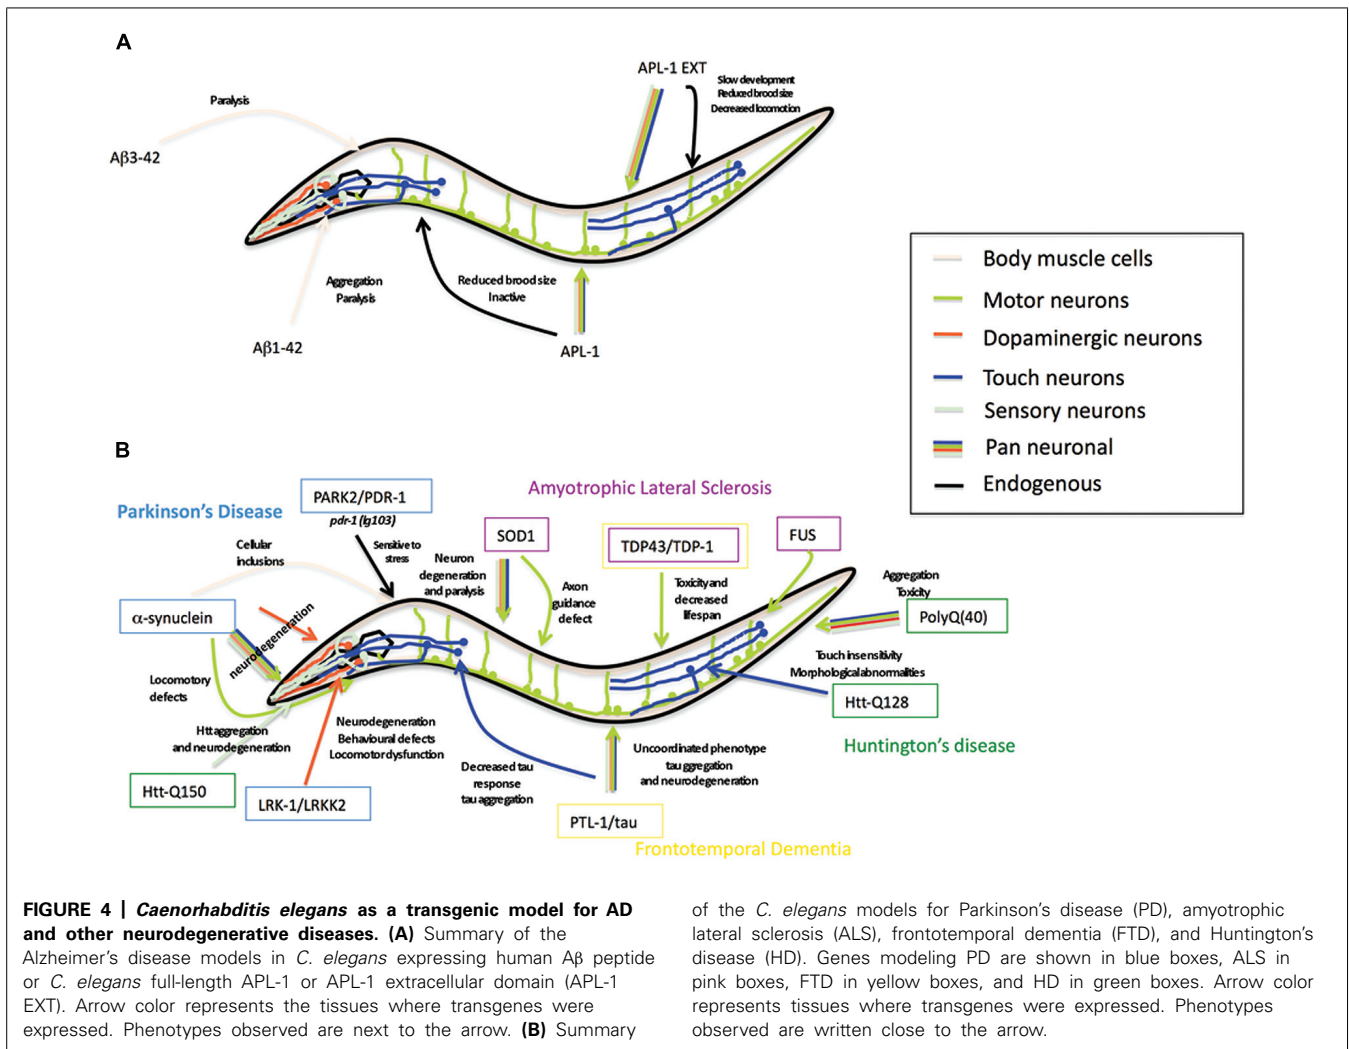 A
APL-1 EXT
Slow development
Reduced brood size
Decreased locomotion
Paralysis
Aβ3-42
Aggregation
Paralysis
Reduced brood size
Inactive
Aβ1-42
APL-1
Body muscle cells
Motor neurons
Dopaminergic neurons
Touch neurons
Sensory neurons
Pan neuronal
Endogenous
B
Parkinson's Disease
PARK2/PDR-1
pdr-1(lg103)
Amyotrophic Lateral Sclerosis
Cellular
inclusions
Sensitive to
stress
Neuron
degeneration
and paralysis
SOD1
Axon
guidance
defect
TDP43/TDP-1
Toxicity and
decreased
lifespan
FUS
Aggregation
Toxicity
PolyQ(40)
α-synuclein
neurodegeneration
Locomotory
defects
Touch insensitivity
Morphological abnormalities
Htt-Q128
Huntington's disease
Htt aggregation
and neurodegeneration
Htt-Q150
Neurodegeneration
Behavioural defects
Locomotor dysfunction
LRK-1/LRKK2
Decreased tau
response
tau aggregation
Uncoordinated phenotype
tau ggregation
and neurodegeneration
PTL-1/tau
Frontotemporal Dementia
FIGURE 4 | Caenorhabditis elegans as a transgenic model for AD
and other neurodegenerative diseases. (A) Summary of the
Alzheimer's disease models in C. elegans expressing human Aβ peptide
or C. elegans full-length APL-1 or APL-1 extracellular domain (APL-1
EXT). Arrow color represents the tissues where transgenes were
expressed. Phenotypes observed are next to the arrow. (B) Summary
of the C. elegans models for Parkinson's disease (PD), amyotrophic
lateral sclerosis (ALS), frontotemporal dementia (FTD), and Huntington's
disease (HD). Genes modeling PD are shown in blue boxes, ALS in
pink boxes, FTD in yellow boxes, and HD in green boxes. Arrow color
represents tissues where transgenes were expressed. Phenotypes
observed are written close to the arrow.